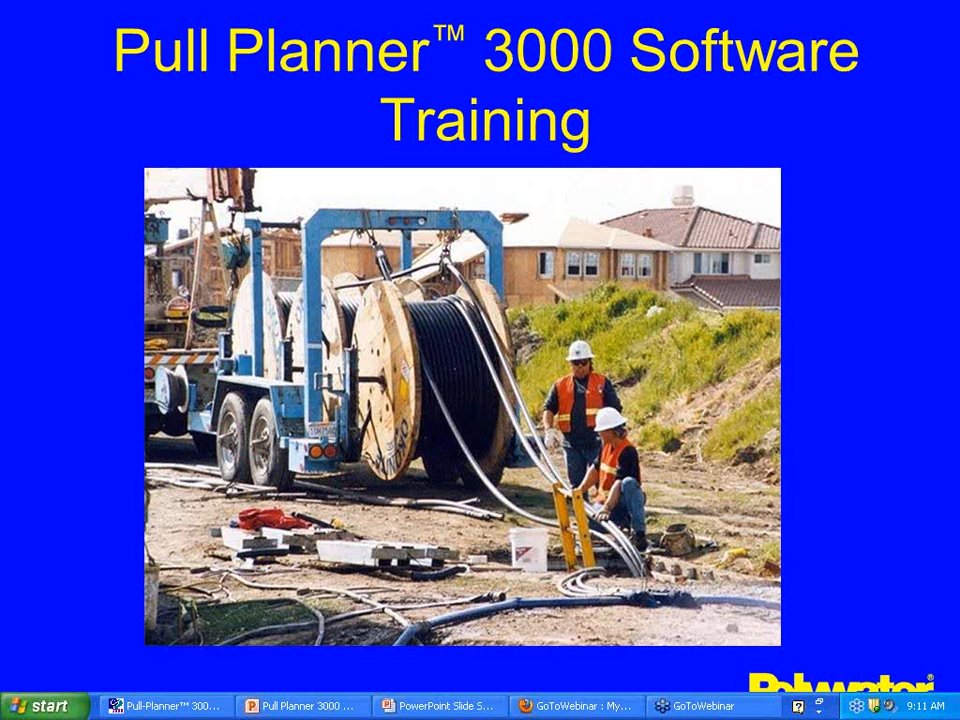 Pull Planner™ 3000 Software
Training
Polywater®
start
Pull-Planner™ 300...
Pull Planner 3000 ...
PowerPoint Slide S...
GoToWebinar : My...
GoToWebinar
9:11 AM